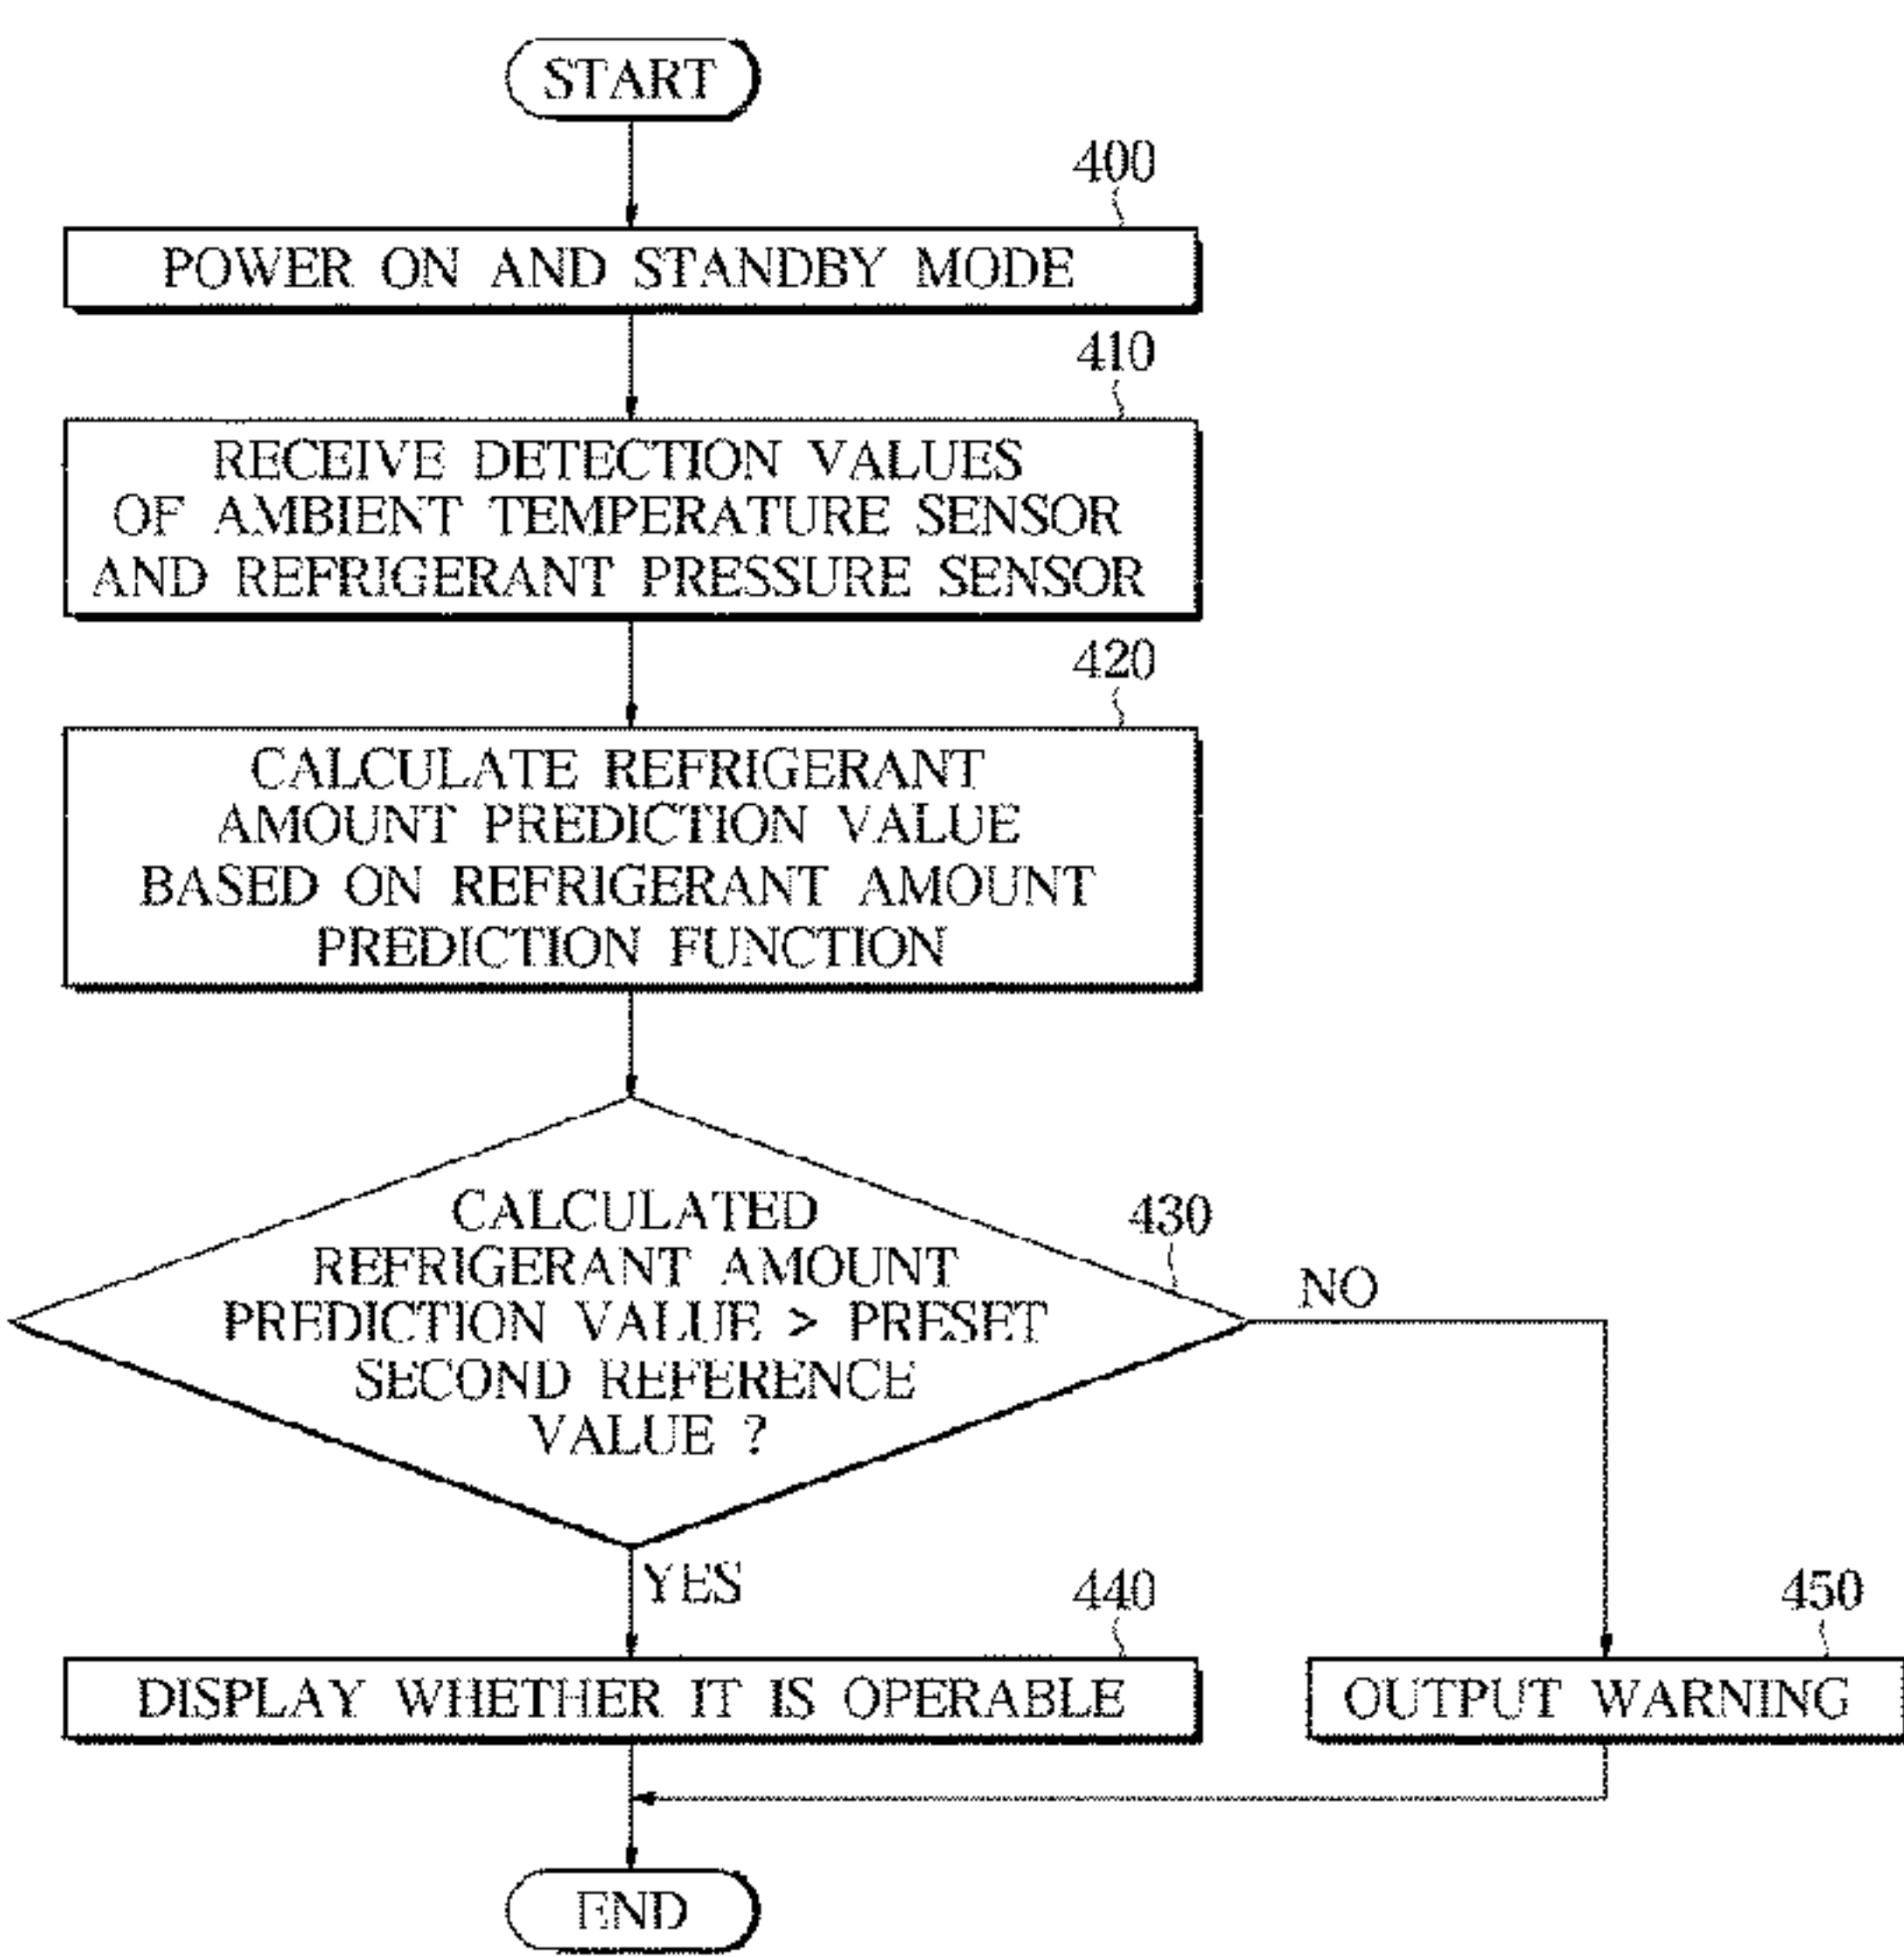 START
400
POWER ON AND STANDBY MODE
410
RECEIVE DETECTION VALUES
OF AMBIENT TEMPERATURE SENSOR
AND REFRIGERANT PRESSURE SENSOR
420
CALCULATE REFRIGERANT
AMOUNT PREDICTION VALUE
BASED ON REFRIGERANT AMOUNT
PREDICTION FUNCTION
CALCULATED
REFRIGERANT AMOUNT
PREDICTION VALUE > PRESET
SECOND REFERENCE
VALUE ?
430
NO
YES
440
DISPLAY WHETHER IT IS OPERABLE
450
OUTPUT WARNING
END